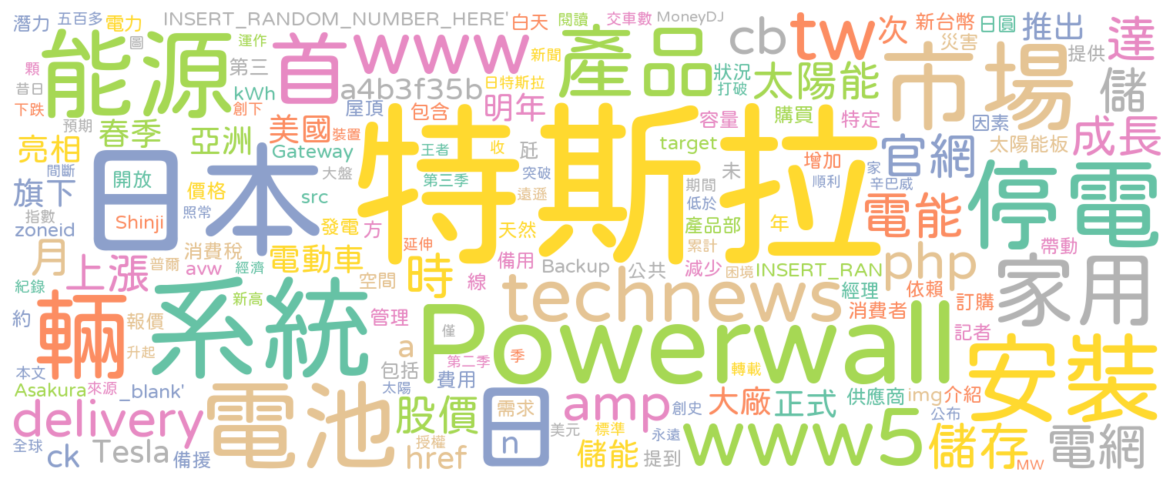 潛力 五百多 電力 INSERT_RANDOM_NUMBER_HERE' 白天 閱讀 交車數 MoneyDJ 新台幣 日圓 推出 達
能源 圖 運作 首 www 新聞 產品 cb tw 次 災害 提供
顆 第三 a4b3f35b 日特斯拉 太陽能 狀況 打破 市場 儲
昔日 下跌 kWh 創下 屋頂 包含 明年 容量 購買 特定 因素
預期 春季 亞洲 美國 裝置 特斯拉 target 增加 官網 太陽能板 成長
亮相 間斷 Gateway 大盤 王者 收 瓩 未 順利 家 辛巴威
旗下 日本 開放 價格 src 第三季 突破 期間 低於 電能 停電
指數 zoneid 照常 Shinji 發電 方 遠遜 天然 產品部 年 帶動
月 上漲 消費稅 avw 經濟 電動車 時 延伸 備用 Backup 公共 減少 困境 累計 INSERT_RAN php 家用
紀錄 普爾 空間 線 經理 依賴 訂購
約 報價 輛 系統 新高 管理 Powerwall technews 消費者 記者
升起 僅 安裝
本文 a 包括 第二季 季 轉載
Asakura 來源 _blank' 電池 費用 太陽 日 需求 amp 創史 大廠 正式 供應商 img 介紹
delivery 股價 n www5 公布
全球 ck Tesla 備援 href 授權 美元 標準 儲能 永遠 提到 儲存 MW 電網